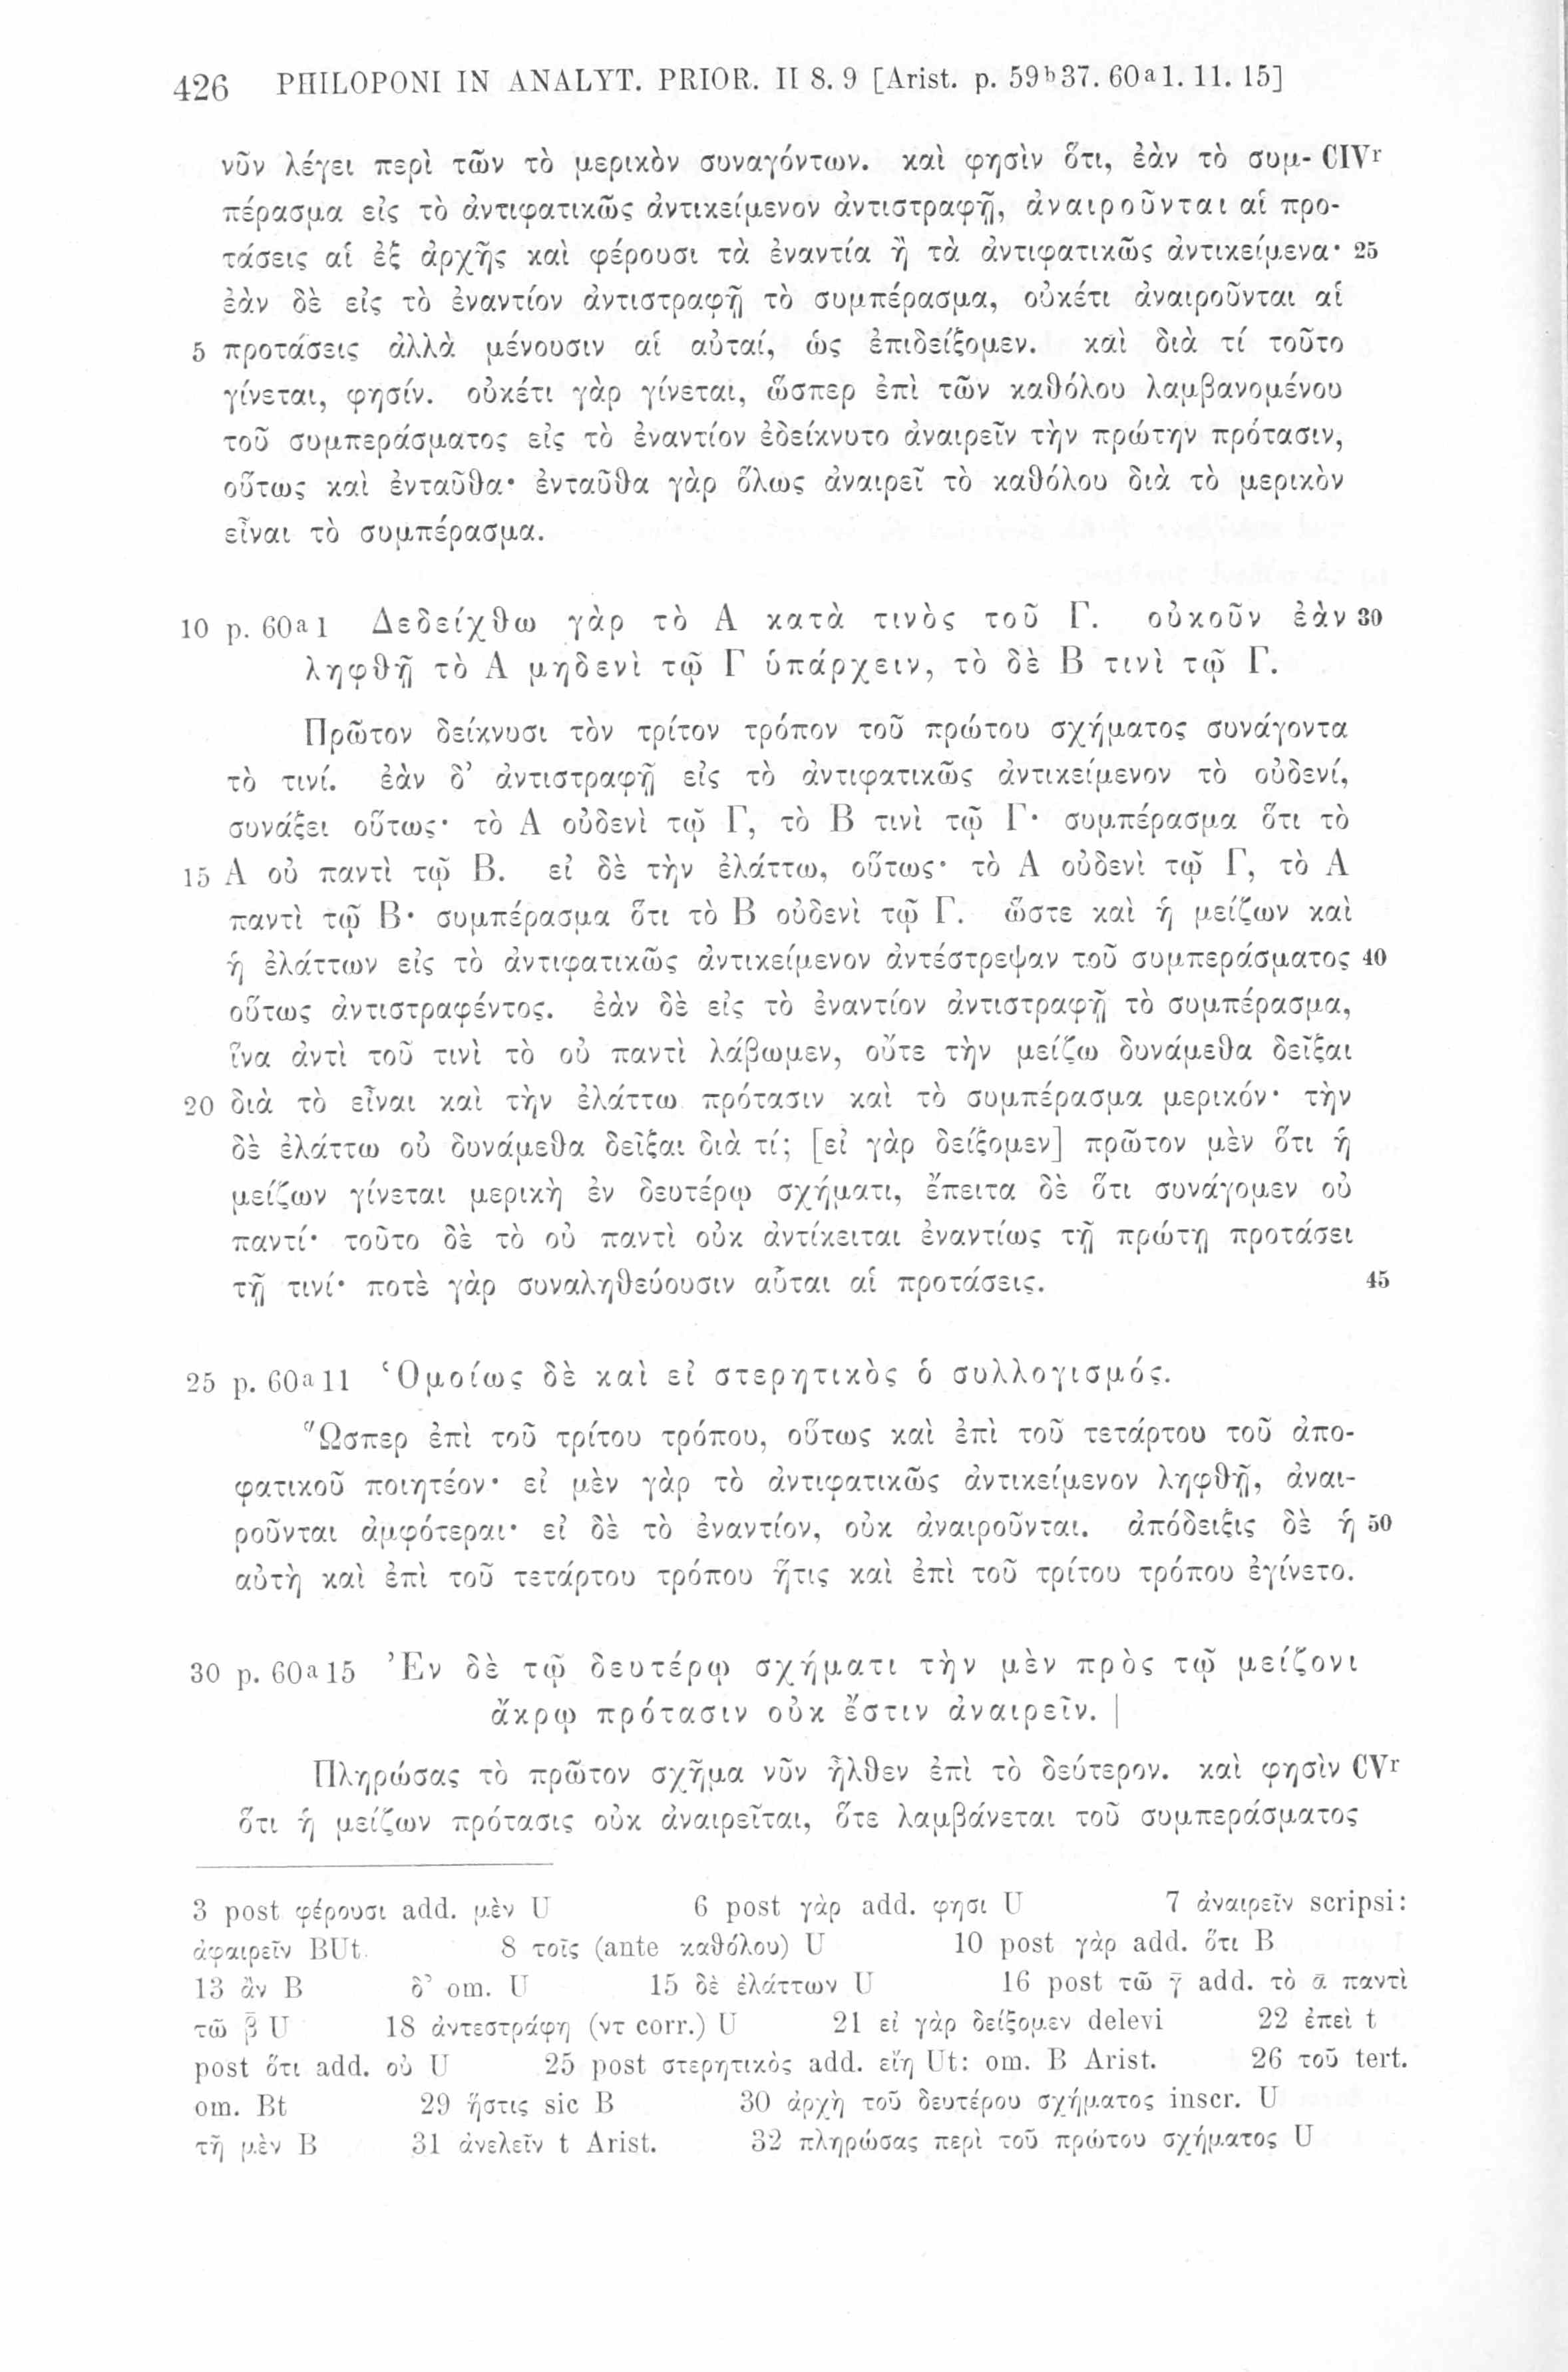 426 PHILOPONI IN ANALYT. PRIOR. II 8. 9 [Arist. p. 59ᵇ37. 60ᵃ1. 11. 15]
νῦν λέγει περὶ τῶν τὸ μερικὸν συναγόντων. καὶ φησὶν ὅτι, ἐὰν τὸ συμ- CIVʳ
πέρασμα εἰς τὸ ἀντιφατικῶς ἀντικείμενον ἀντιστραφῇ, ἀναιροῦνται αἱ προ-
τάσεις αἱ ἐξ ἀρχῆς καὶ φέρουσι τὰ ἐναντία ἢ τὰ ἀντιφατικῶς ἀντικείμενα· 25
ἐὰν δὲ εἰς τὸ ἐναντίον ἀντιστραφῇ τὸ συμπέρασμα, οὐκέτι ἀναιροῦνται αἱ
5 προτάσεις ἀλλὰ μένουσιν αἱ αὐταί, ὡς ἐπιδείξομεν. καὶ διὰ τί τοῦτο
γίνεται, φησίν. οὐκέτι γὰρ γίνεται, ὥσπερ ἐπὶ τῶν καθόλου λαμβανομένου
τοῦ συμπεράσματος εἰς τὸ ἐναντίον ἐδείκνυτο ἀναιρεῖν τὴν πρώτην πρότασιν,
οὕτως καὶ ἐνταῦθα· ἐνταῦθα γὰρ ὅλως ἀναιρεῖ τὸ καθόλου διὰ τὸ μερικὸν
εἶναι τὸ συμπέρασμα.
10 p. 60ᵃ1 Δεδείχθω γὰρ τὸ Α κατὰ τινὸς τοῦ Γ. οὐκοῦν ἐὰν 30
ληφθῇ τὸ Α μηδενὶ τῷ Γ ὑπάρχειν, τὸ δὲ Β τινὶ τῷ Γ.
Πρῶτον δείκνυσι τὸν τρίτον τρόπον τοῦ πρώτου σχήματος συνάγοντα
τὸ τινί. ἐὰν δ’ ἀντιστραφῇ εἰς τὸ ἀντιφατικῶς ἀντικείμενον τὸ οὐδενί,
συνάξει οὕτως· τὸ Α οὐδενὶ τῷ Γ, τὸ Β τινὶ τῷ Γ· συμπέρασμα ὅτι τὸ
15 Α οὐ παντὶ τῷ Β. εἰ δὲ τὴν ἐλάττω, οὕτως· τὸ Α οὐδενὶ τῷ Γ, τὸ Α
παντὶ τῷ Β· συμπέρασμα ὅτι τὸ Β οὐδενὶ τῷ Γ. ὥστε καὶ ἡ μείζων καὶ
ἡ ἐλάττων εἰς τὸ ἀντιφατικῶς ἀντικείμενον ἀντέστρεψαν τοῦ συμπεράσματος 40
οὕτως ἀντιστραφέντος. ἐὰν δὲ εἰς τὸ ἐναντίον ἀντιστραφῇ τὸ συμπέρασμα,
ἵνα ἀντὶ τοῦ τινὶ τὸ οὐ παντὶ λάβωμεν, οὔτε τὴν μείζω δυνάμεθα δεῖξαι
20 διὰ τὸ εἶναι καὶ τὴν ἐλάττω πρότασιν καὶ τὸ συμπέρασμα μερικόν· τὴν
δὲ ἐλάττω οὐ δυνάμεθα δεῖξαι διὰ τί; [εἰ γὰρ δείξομεν] πρῶτον μὲν ὅτι ἡ
μείζων γίνεται μερικὴ ἐν δευτέρῳ σχήματι, ἔπειτα δὲ ὅτι συνάγομεν οὐ
παντί· τοῦτο δὲ τὸ οὐ παντὶ οὐκ ἀντίκειται ἐναντίως τῇ πρώτῃ προτάσει
τῇ τινί· ποτὲ γὰρ συναληθεύουσιν αὗται αἱ προτάσεις. 45
25 p. 60ᵃ11 Ὁμοίως δὲ καὶ εἰ στερητικὸς ὁ συλλογισμός.
Ὥσπερ ἐπὶ τοῦ τρίτου τρόπου, οὕτως καὶ ἐπὶ τοῦ τετάρτου τοῦ ἀπο-
φατικοῦ ποιητέον· εἰ μὲν γὰρ τὸ ἀντιφατικῶς ἀντικείμενον ληφθῇ, ἀναι-
ροῦνται ἀμφότεραι· εἰ δὲ τὸ ἐναντίον, οὐκ ἀναιροῦνται. ἀπόδειξις δὲ ἡ 50
αὐτὴ καὶ ἐπὶ τοῦ τετάρτου τρόπου ἥτις καὶ ἐπὶ τοῦ τρίτου τρόπου ἐγίνετο.
30 p. 60ᵃ15 Ἐν δὲ τῷ δευτέρῳ σχήματι τὴν μὲν πρὸς τῷ μείζονι
ἄκρῳ πρότασιν οὐκ ἔστιν ἀναιρεῖν. |
Πληρώσας τὸ πρῶτον σχῆμα νῦν ἦλθεν ἐπὶ τὸ δεύτερον. καὶ φησὶν CVʳ
ὅτι ἡ μείζων πρότασις οὐκ ἀναιρεῖται, ὅτε λαμβάνεται τοῦ συμπεράσματος
3 post φέρουσι add. μὲν U 6 post γὰρ add. φησι U 7 ἀναιρεῖν scripsi:
ἀφαιρεῖν BUt 8 τοῖς (ante καθόλου) U 10 post γὰρ add. ὅτι B
13 ἂν B δ’ om. U 15 δὲ ἐλάττων U 16 post τῶ γ̄ add. τὸ ᾱ παντὶ
τῶ β̄ U 18 ἀντεστράφη (ντ corr.) U 21 εἰ γὰρ δείξομεν delevi 22 ἐπεὶ t
post ὅτι add. οὐ U 25 post στερητικὸς add. εἴη Ut: om. B Arist. 26 τοῦ tert.
om. Bt 29 ἥστις sic B 30 ἀρχὴ τοῦ δευτέρου σχήματος inscr. U
τῆ μὲν B 31 ἀνελεῖν t Arist. 32 πληρώσας περὶ τοῦ πρώτου σχήματος U